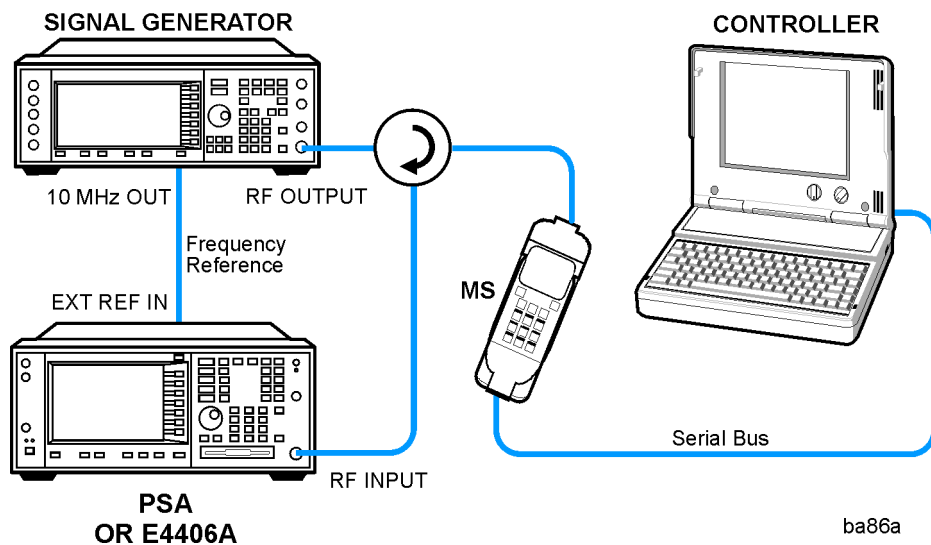 SIGNAL GENERATOR
CONTROLLER
10 MHz OUT
RF OUTPUT
Frequency
Reference
MS
EXT REF IN
Serial Bus
RF INPUT
PSA
OR E4406A
ba86a